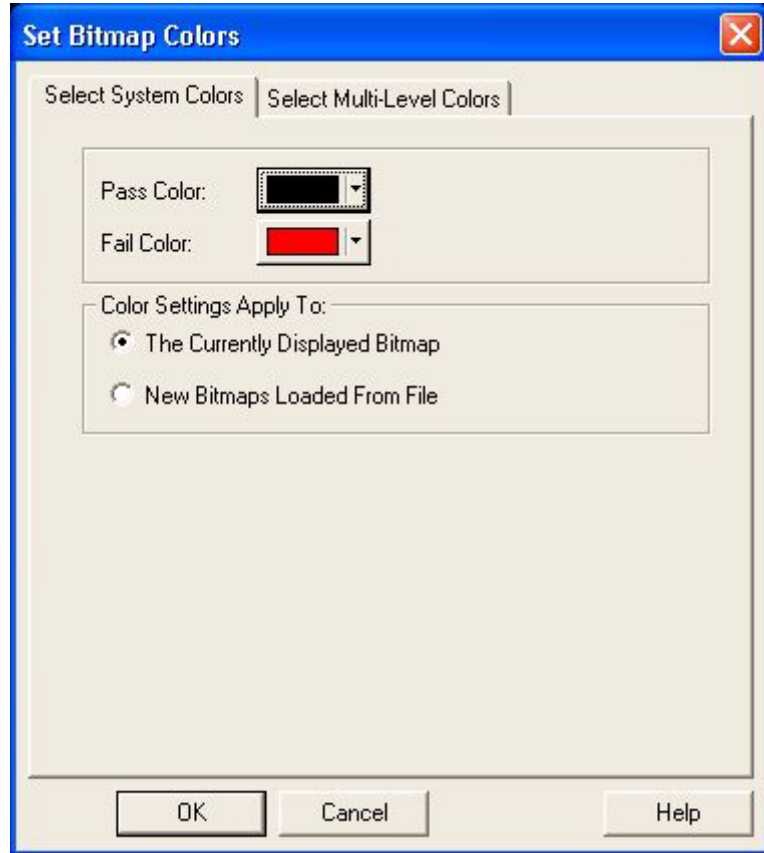 Set Bitmap Colors
Select System Colors Select Multi-Level Colors
Pass Color:
Fail Color:
Color Settings Apply To:
The Currently Displayed Bitmap
New Bitmaps Loaded From File
OK Cancel Help